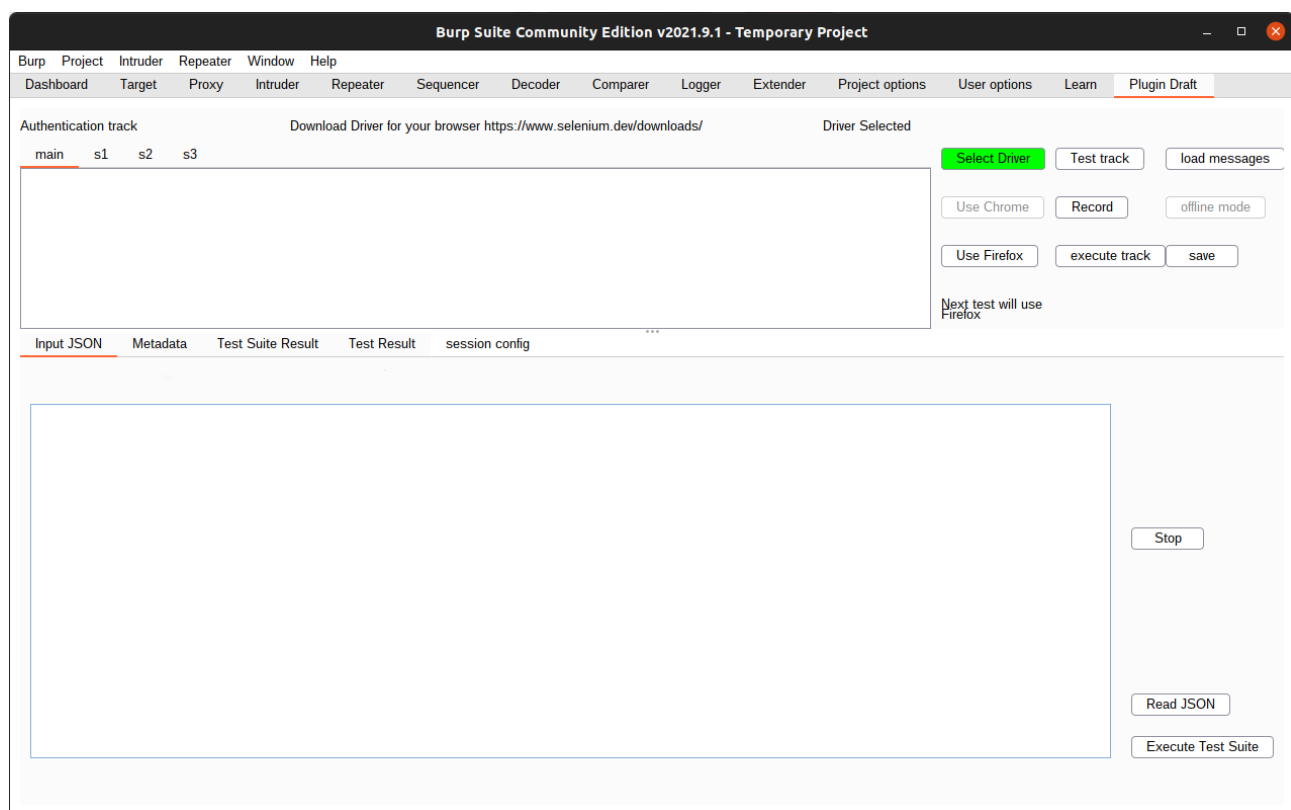 Burp Suite Community Edition v2021.9.1 - Temporary Project
Burp Project Intruder Repeater Window Help
Dashboard Target Proxy Intruder Repeater Sequencer Decoder Comparer Logger Extender Project options User options Learn Plugin Draft
Authentication track Download Driver for your browser https://www.selenium.dev/downloads/ Driver Selected
main s1 s2 s3
Select Driver Test track load messages
Use Chrome Record offline mode
Use Firefox execute track save
Next test will use
Firefox
Input JSON Metadata Test Suite Result Test Result session config
Stop
Read JSON
Execute Test Suite